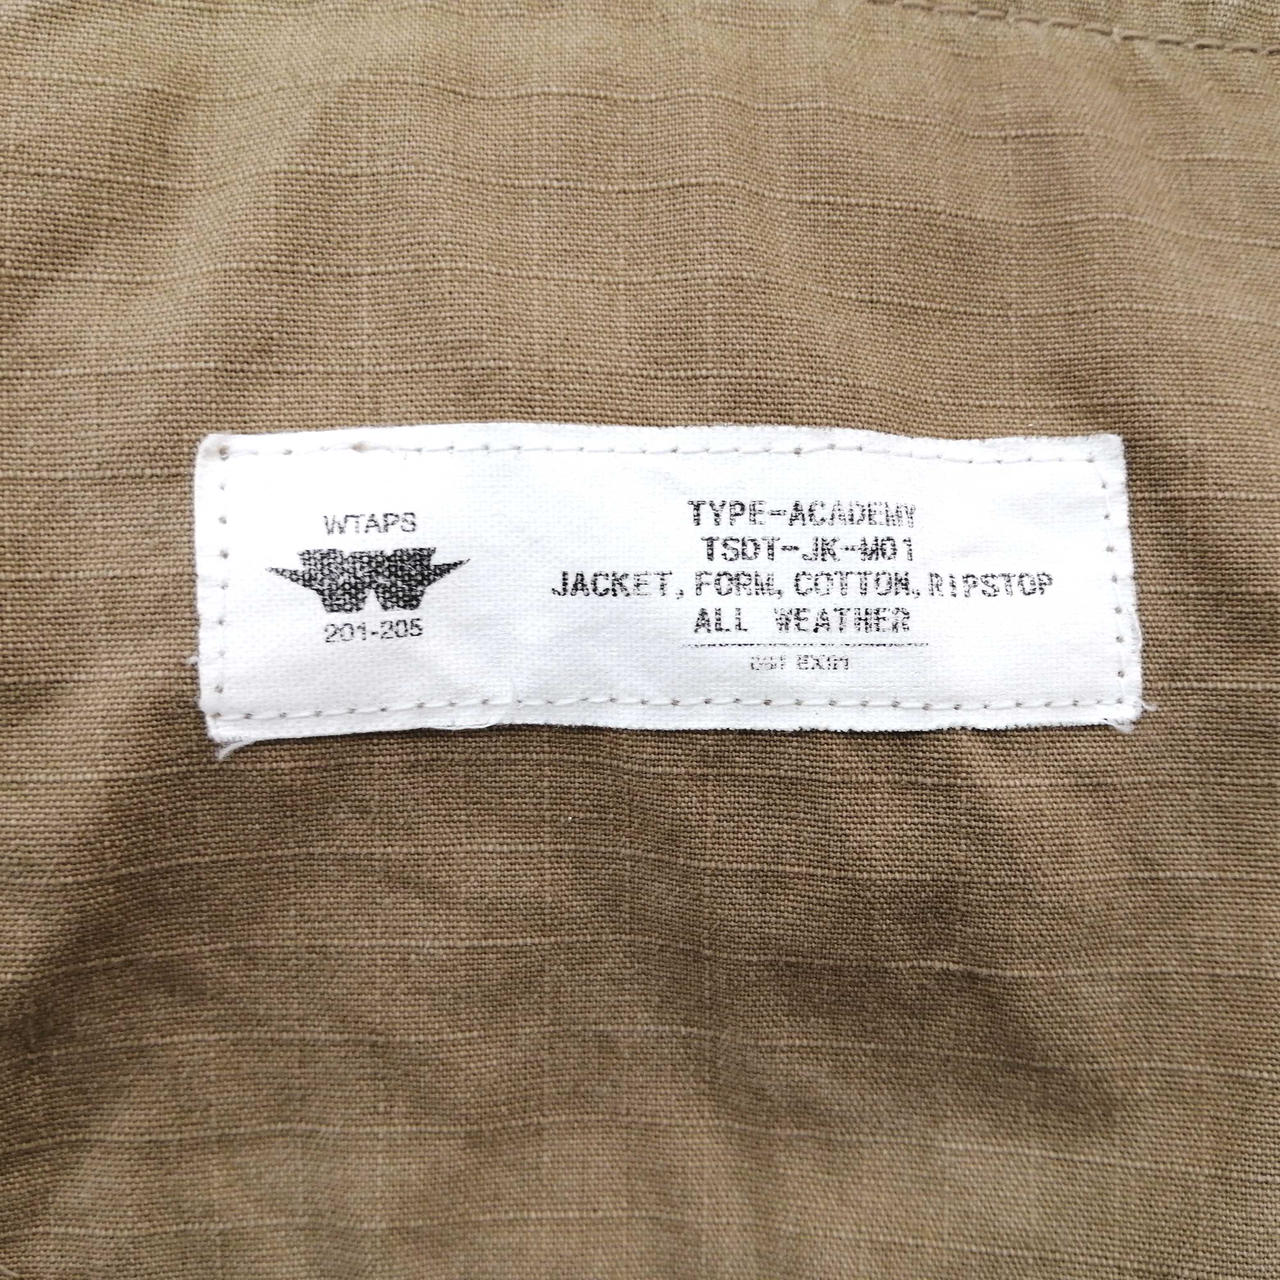 WTAPS
201-205
TYPE-ACADEMY
TSDT-JK-M01
JACKET, FORM, COTTON, RIPSTOP
ALL WEATHER